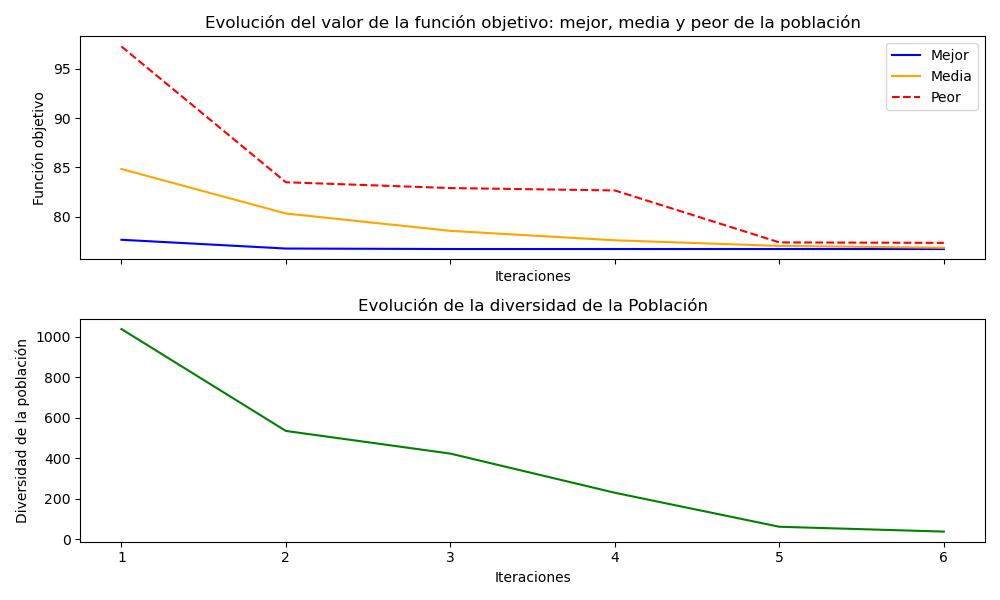 Evolución del valor de la función objetivo: mejor, media y peor de la población
Mejor
Media
Peor
95
90
85
80
Función objetivo
Iteraciones
Evolución de la diversidad de la Población
1000
800
600
400
200
0
Diversidad de la población
1 2 3 4 5 6
Iteraciones